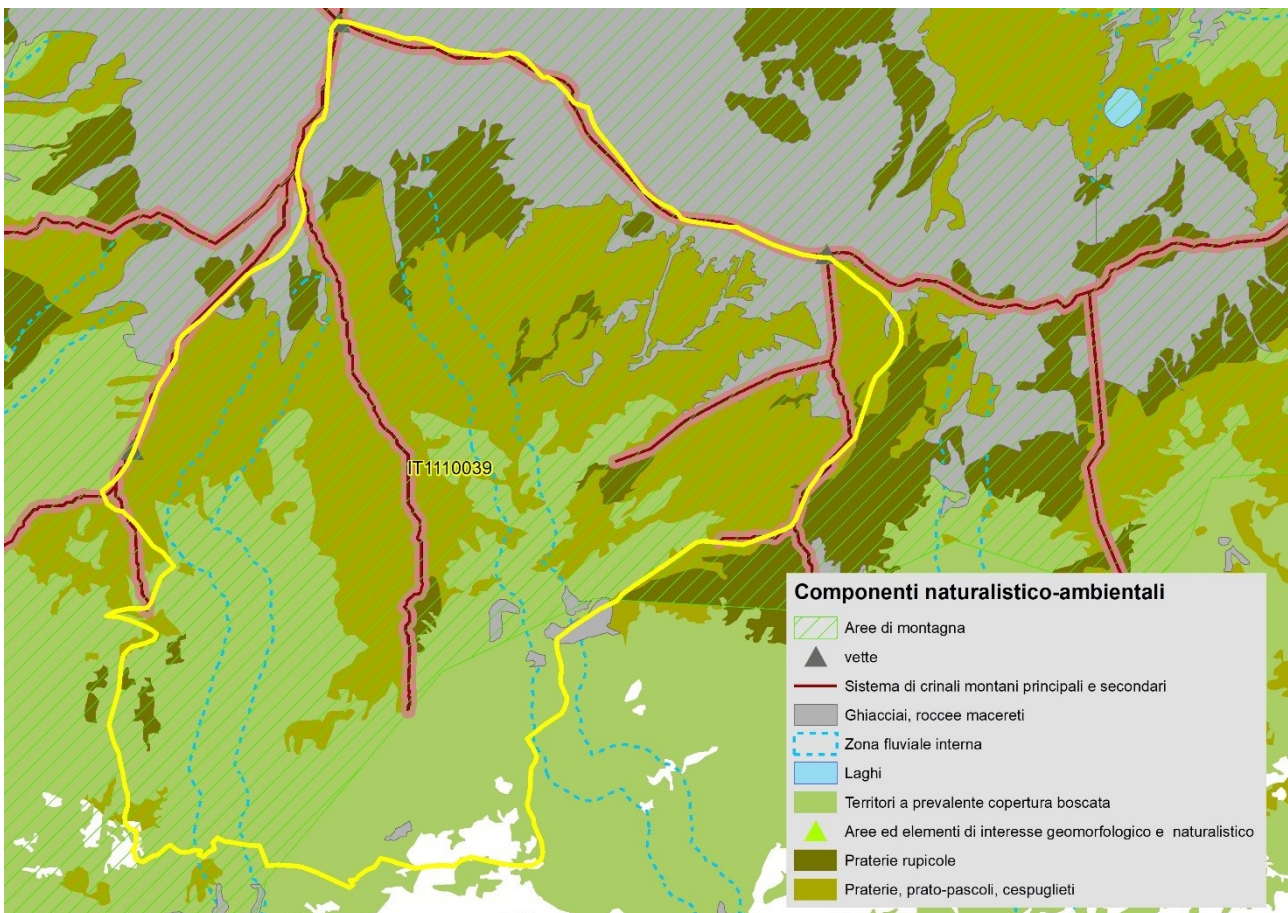 IT1110039
Componenti naturalistico-ambientali
Aree di montagna
vette
Sistema di crinali montani principali e secondari
Ghiacciai, roccee macereti
Zona fluviale interna
Laghi
Territori a prevalente copertura boscata
Aree ed elementi di interesse geomorfologico e naturalistico
Praterie rupicole
Praterie, prato-pascoli, cespuglieti